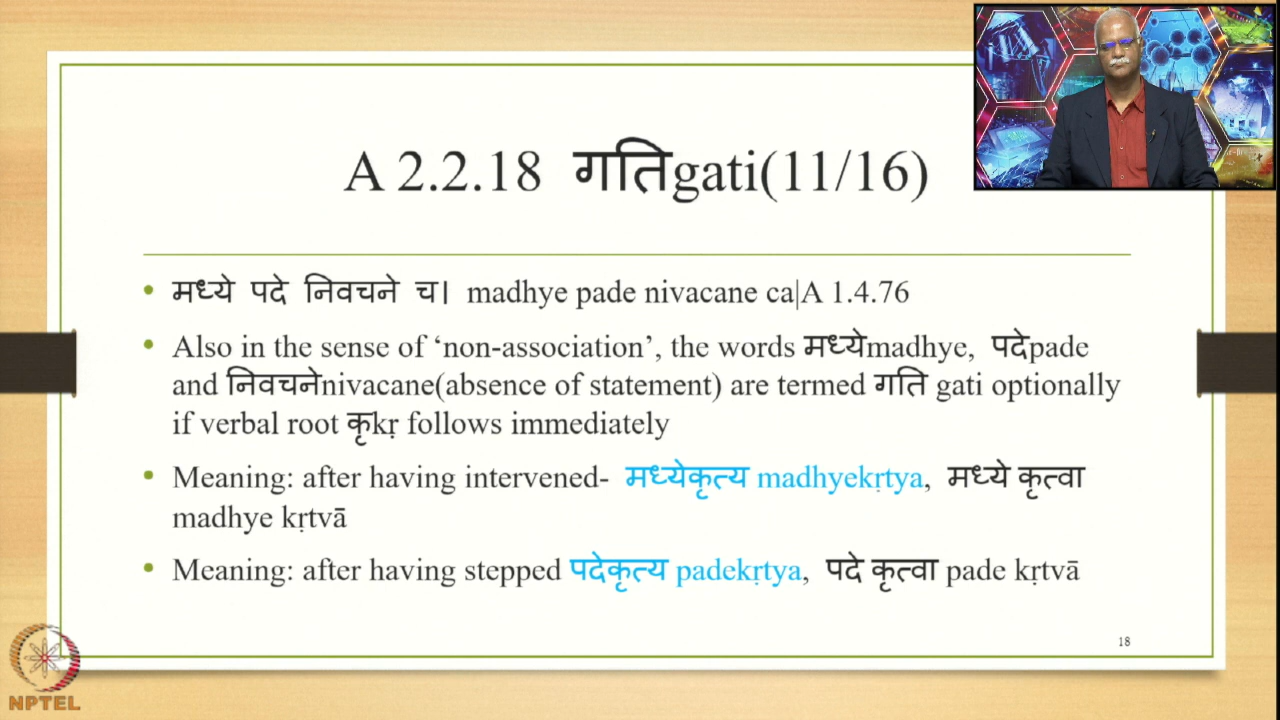 A 2.2.18 गतिgati(11/16)
• मध्ये पदे निवचने च। madhye pade nivacane ca|A 1.4.76
• Also in the sense of ‘non-association’, the words मध्येmadhye, पदेpade
and निवचनेnivacane(absence of statement) are termed गति gati optionally
if verbal root कृkṛ follows immediately
• Meaning: after having intervened- मध्येकृत्य madhyekṛtya, मध्ये कृत्वा
madhye kṛtvā
• Meaning: after having stepped पदेकृत्य padekṛtya, पदे कृत्वा pade kṛtvā
18
NPTEL